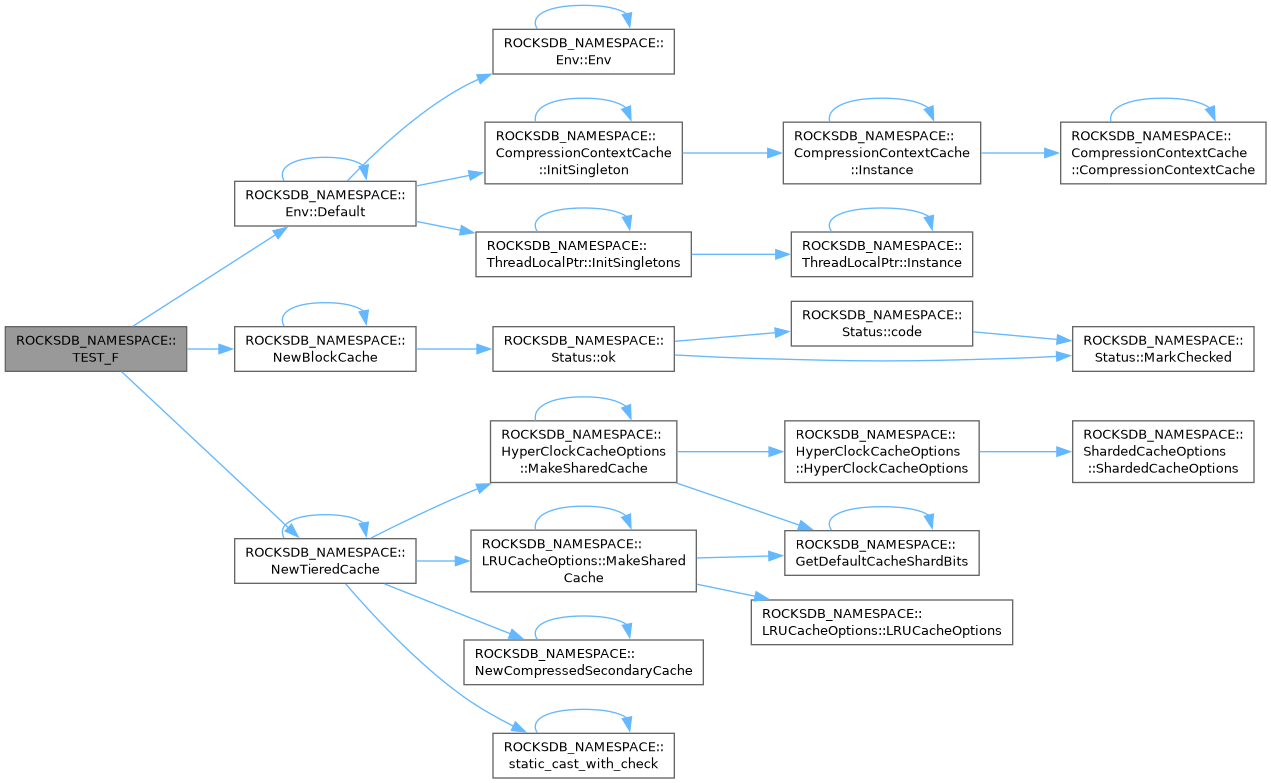 ROCKSDB_NAMESPACE::
Env::Env
ROCKSDB_NAMESPACE::
CompressionContextCache
::InitSingleton
ROCKSDB_NAMESPACE::
CompressionContextCache
::Instance
ROCKSDB_NAMESPACE::
CompressionContextCache
::CompressionContextCache
ROCKSDB_NAMESPACE::
Env::Default
ROCKSDB_NAMESPACE::
ThreadLocalPtr::InitSingletons
ROCKSDB_NAMESPACE::
ThreadLocalPtr::Instance
ROCKSDB_NAMESPACE::
TEST_F
ROCKSDB_NAMESPACE::
NewBlockCache
ROCKSDB_NAMESPACE::
Status::ok
ROCKSDB_NAMESPACE::
Status::code
ROCKSDB_NAMESPACE::
Status::MarkChecked
ROCKSDB_NAMESPACE::
HyperClockCacheOptions
::MakeSharedCache
ROCKSDB_NAMESPACE::
HyperClockCacheOptions
::HyperClockCacheOptions
ROCKSDB_NAMESPACE::
ShardedCacheOptions
::ShardedCacheOptions
ROCKSDB_NAMESPACE::
NewTieredCache
ROCKSDB_NAMESPACE::
LRUCacheOptions::MakeShared
Cache
ROCKSDB_NAMESPACE::
GetDefaultCacheShardBits
ROCKSDB_NAMESPACE::
LRUCacheOptions::LRUCacheOptions
ROCKSDB_NAMESPACE::
NewCompressedSecondaryCache
ROCKSDB_NAMESPACE::
static_cast_with_check